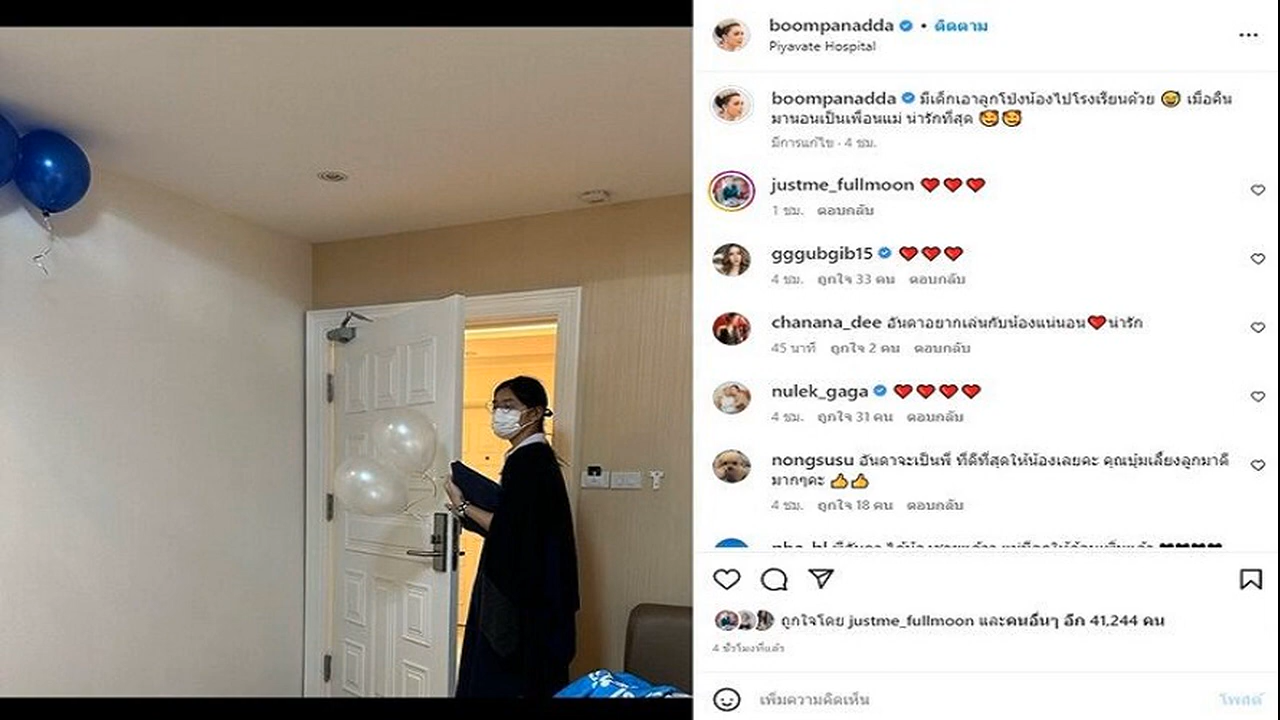 boompanadda • ติดตาม
Piyavate Hospital
boompanadda มีเด็กเอาลูกโป่งน้องไปโรงเรียนด้วย 😅 เมื่อคืน
มานอนเป็นเพื่อนแม่ น่ารักที่สุด 🥰🥰
มีการแก้ไข · 4 ชม.
justme_fullmoon ❤️❤️❤️
1 ชม. ตอบกลับ
gggubgib15 ❤️❤️❤️
4 ชม. ถูกใจ 33 คน ตอบกลับ
chanana_dee อันดาอยากเล่นกับน้องแน่นอน❤️น่ารัก
45 นาที ถูกใจ 2 คน ตอบกลับ
nulek_gaga ❤️❤️❤️❤️
4 ชม. ถูกใจ 31 คน ตอบกลับ
nongsusu อันดาจะเป็นพี่ ที่ดีที่สุดให้น้องเลยคะ คุณบุ๋มเลี้ยงลูกมาดี
มากๆคะ 👍👍
4 ชม. ถูกใจ 18 คน ตอบกลับ
ถูกใจโดย justme_fullmoon และคนอื่นๆ อีก 41,244 คน
4 ชั่วโมงที่แล้ว
เพิ่มความคิดเห็น
โพสต์